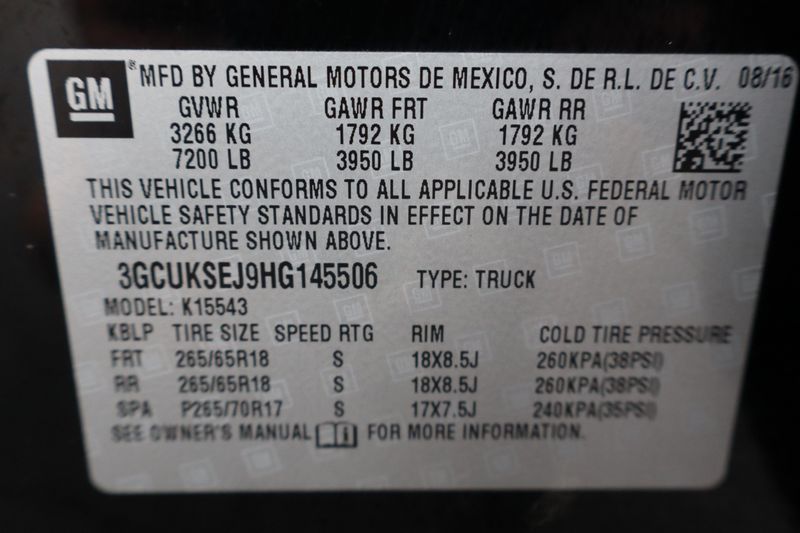 GM
® MFD BY GENERAL MOTORS DE MEXICO, S. DE R.L. DE C.V. 08/16
GVWR GAWR FRT GAWR RR
3266 KG 1792 KG 1792 KG
7200 LB 3950 LB 3950 LB
THIS VEHICLE CONFORMS TO ALL APPLICABLE U.S. FEDERAL MOTOR
VEHICLE SAFETY STANDARDS IN EFFECT ON THE DATE OF
MANUFACTURE SHOWN ABOVE.
3GCUKSEJ9HG145506 TYPE: TRUCK
MODEL: K15543
KBLP TIRE SIZE SPEED RTG RIM COLD TIRE PRESSURE
FRT 265/65R18 S 18X8.5J 260KPA(38PSI)
RR 265/65R18 S 18X8.5J 260KPA(38PSI)
SPA P265/70R17 S 17X7.5J 240KPA(35PSI)
SEE OWNER'S MANUAL FOR MORE INFORMATION.